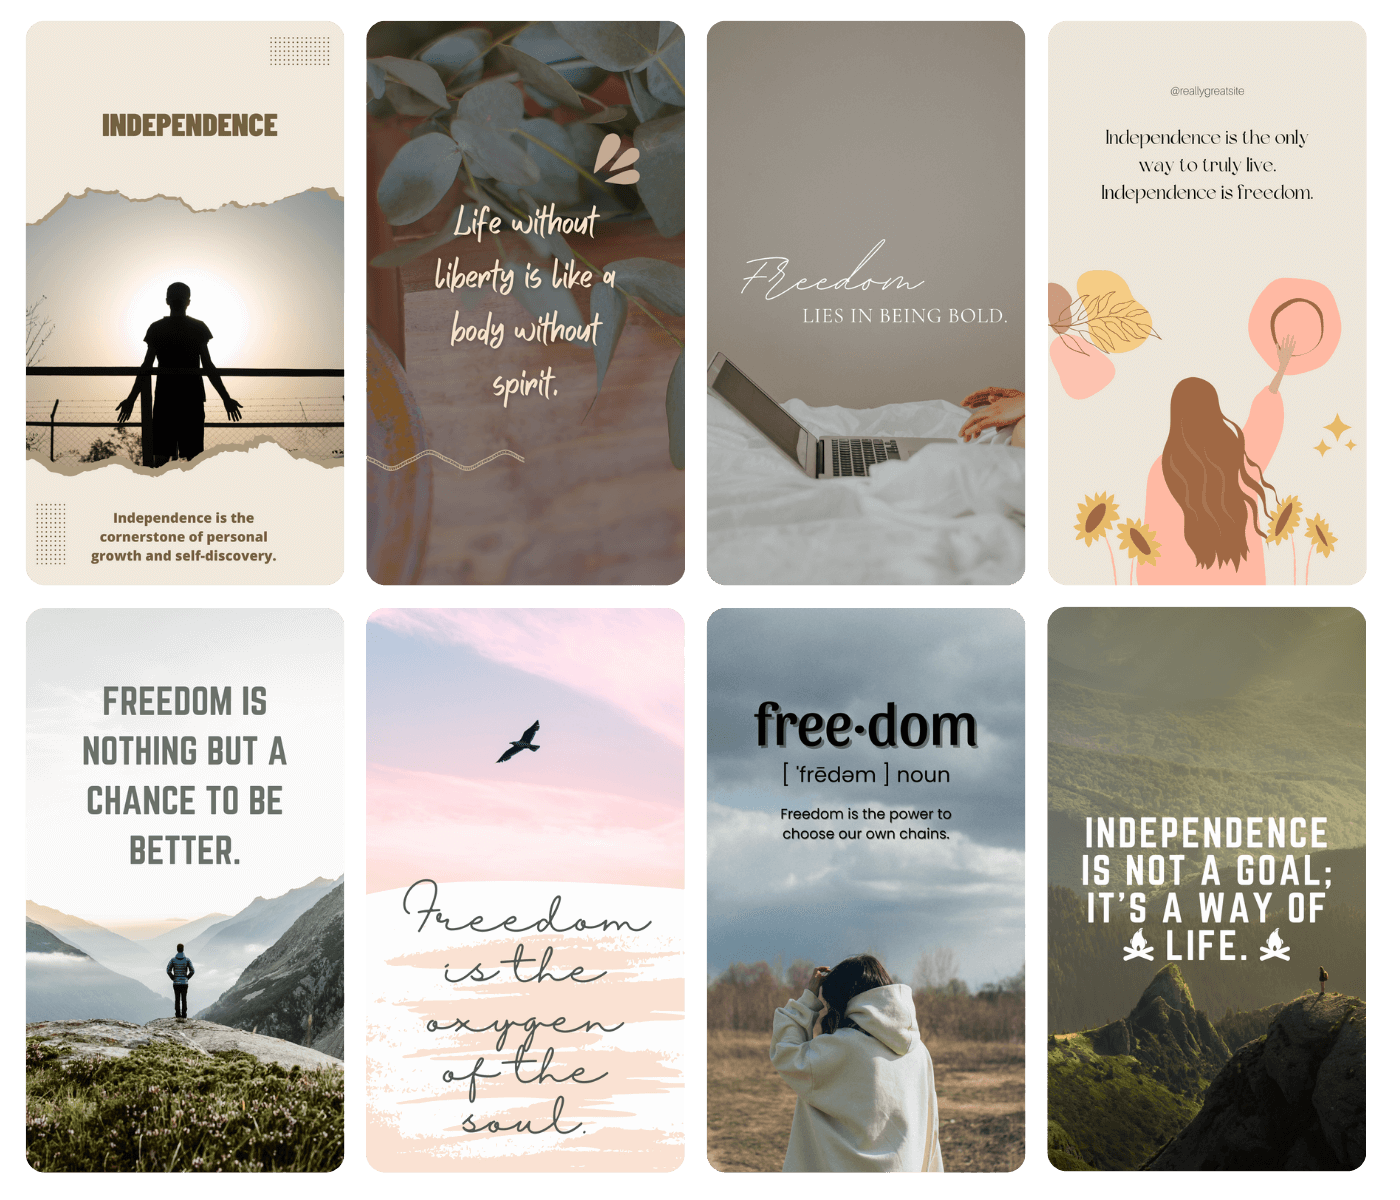 INDEPENDENCE
Independence is the
cornerstone of personal
growth and self-discovery.
Life without
liberty is like a
body without
spirit.
Freedom
LIES IN BEING BOLD.
@reallygreatsite
Independence is the only
way to truly live.
Independence is freedom.
FREEDOM IS
NOTHING BUT A
CHANCE TO BE
BETTER.
Freedom
is the
oxygen
of the
soul.
free·dom
[ 'frēdəm ] noun
Freedom is the power to
choose our own chains.
INDEPENDENCE
IS NOT A GOAL;
IT'S A WAY OF
LIFE.